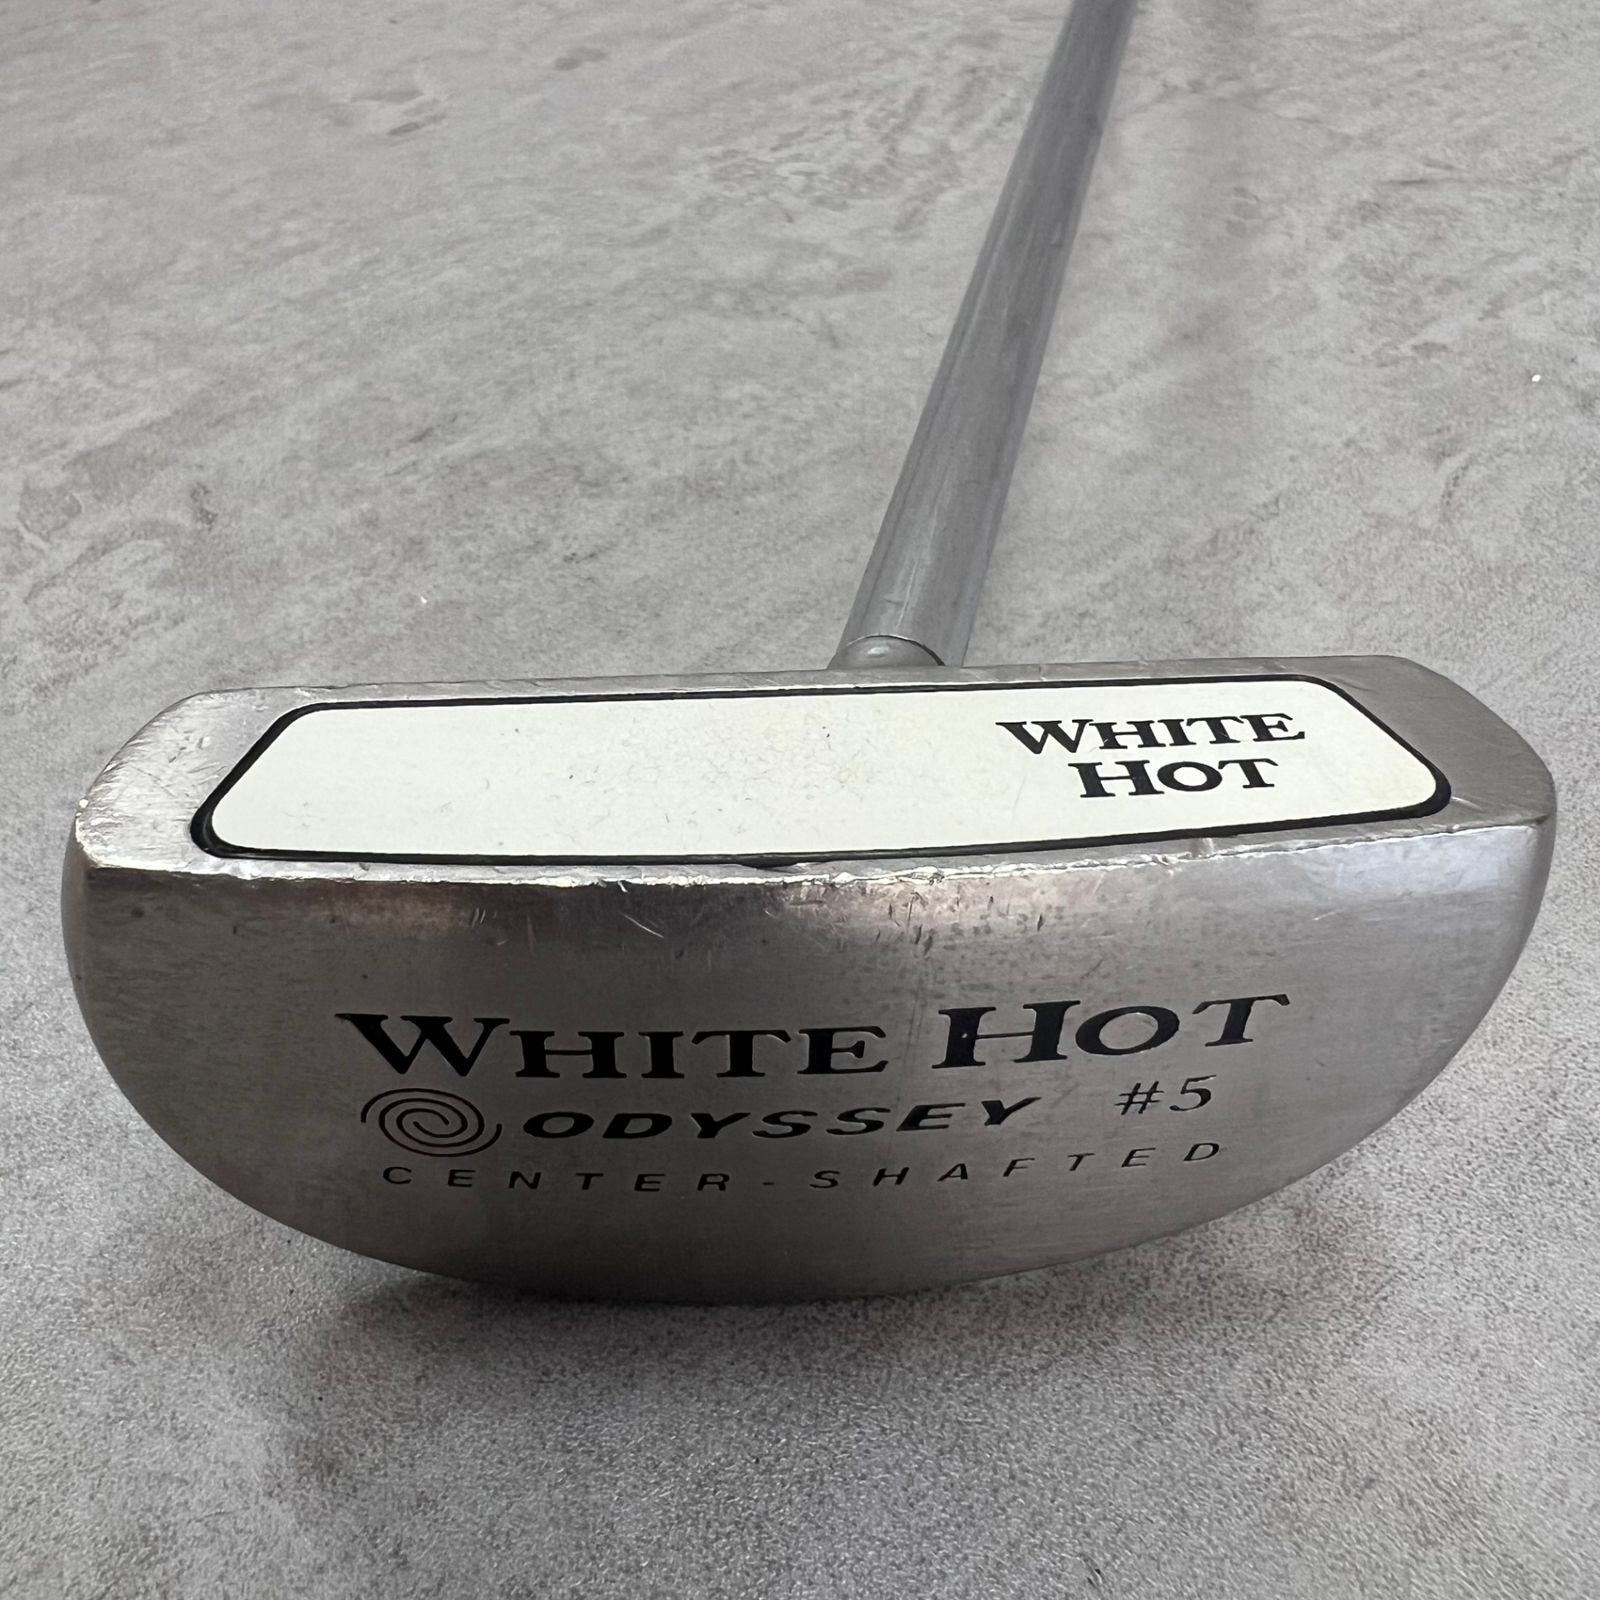 WHITE
HOT
WHITE HOT
ODYSSEY #5
CENTER-SHAFTED